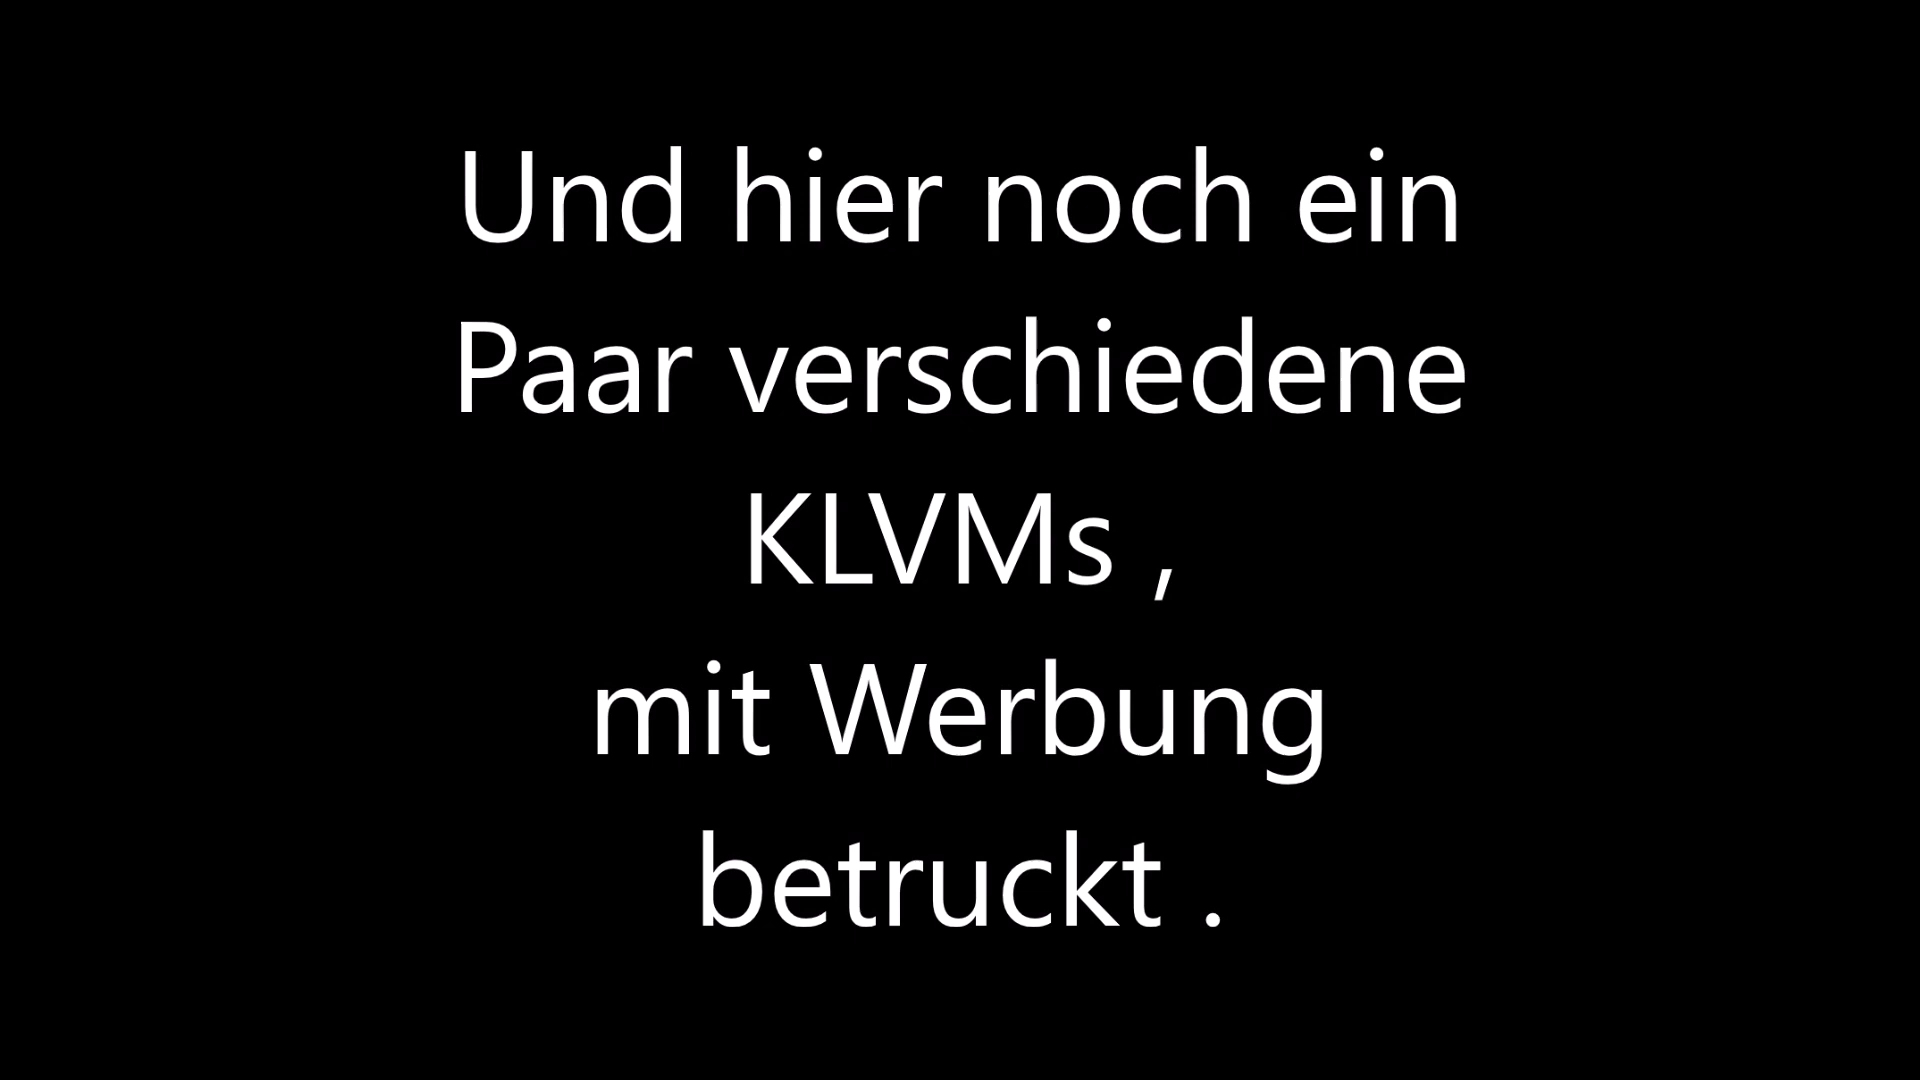 Und hier noch ein
Paar verschiedene
KLVMs ,
mit Werbung
betruckt .